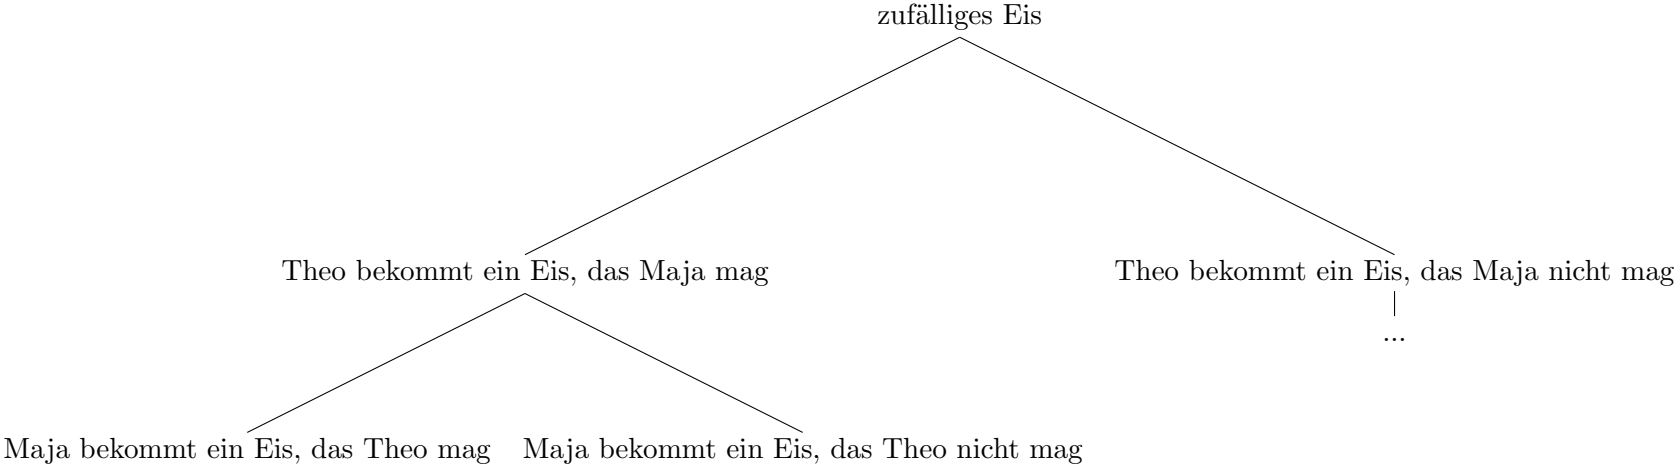 zufälliges Eis
Theo bekommt ein Eis, das Maja mag
Theo bekommt ein Eis, das Maja nicht mag
...
Maja bekommt ein Eis, das Theo mag
Maja bekommt ein Eis, das Theo nicht mag